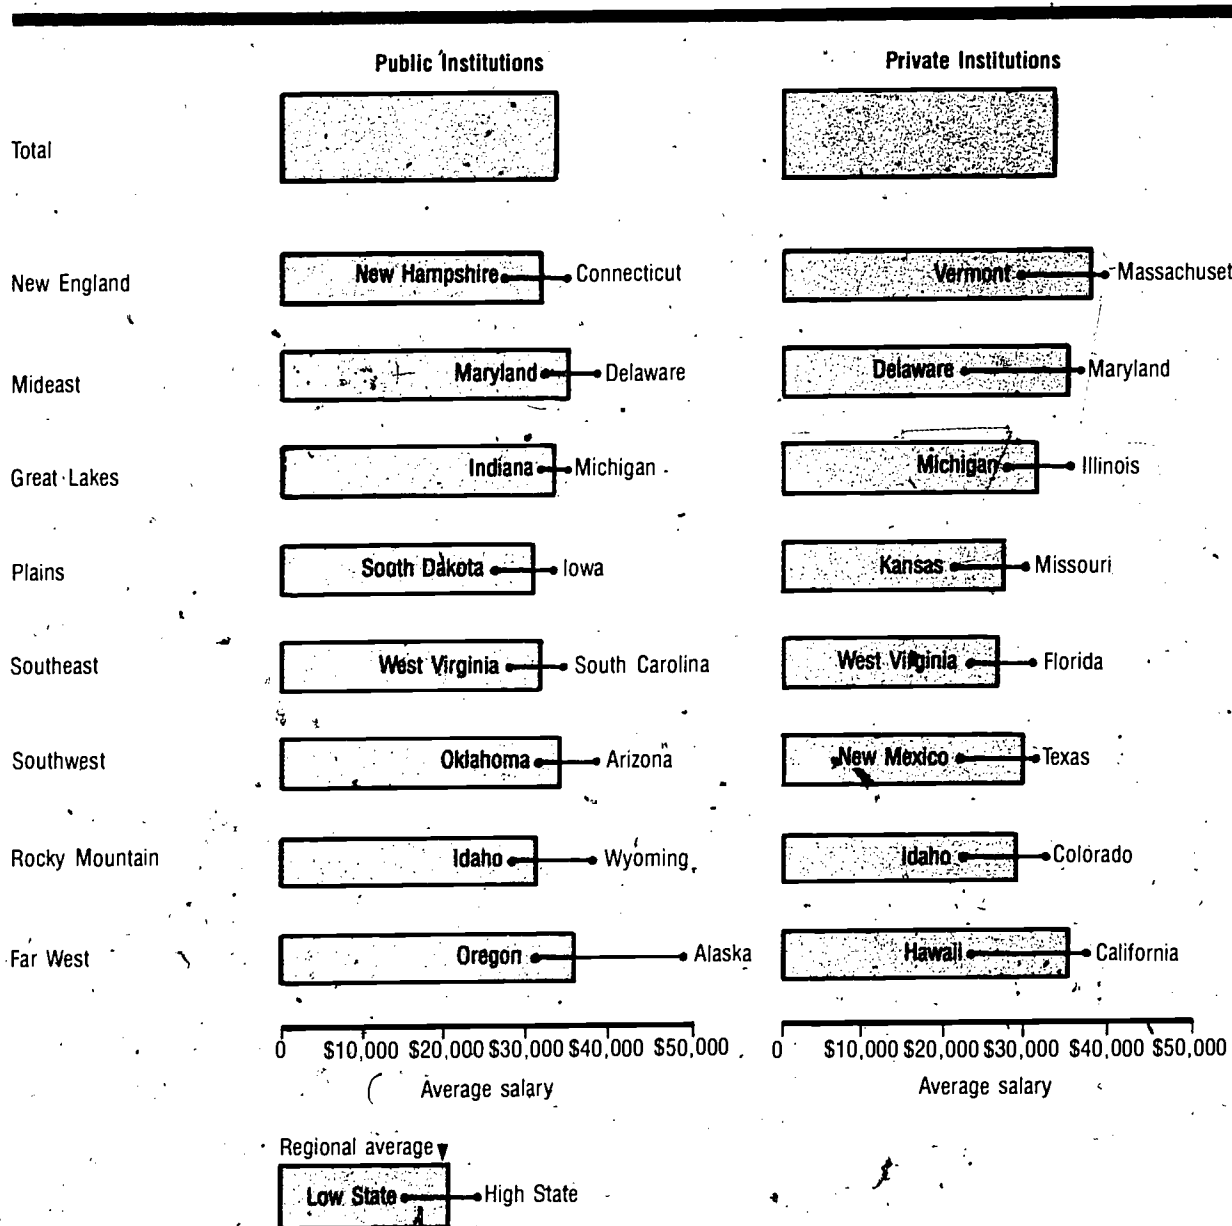 Public Institutions
Private Institutions
Total
New England
New Hampshire
Connecticut
Vermont
Massachuset
Mideast
Maryland
Delaware
Delaware
Maryland
Great Lakes
Indiana
Michigan
Michigan
Illinois
Plains
South Dakota
Iowa
Kansas
Missouri
Southeast
West Virginia
South Carolina
West Virginia
Florida
Southwest
Oklahoma
Arizona
New Mexico
Texas
Rocky Mountain
Idaho
Wyoming
Idaho
Colorado
Far West
Oregon
Alaska
Hawaii
California
0 $10,000 $20,000 $30,000 $40,000 $50,000
0 $10,000 $20,000 $30,000 $40,000 $50,000
Average salary
Average salary
Regional average
Low State
High State